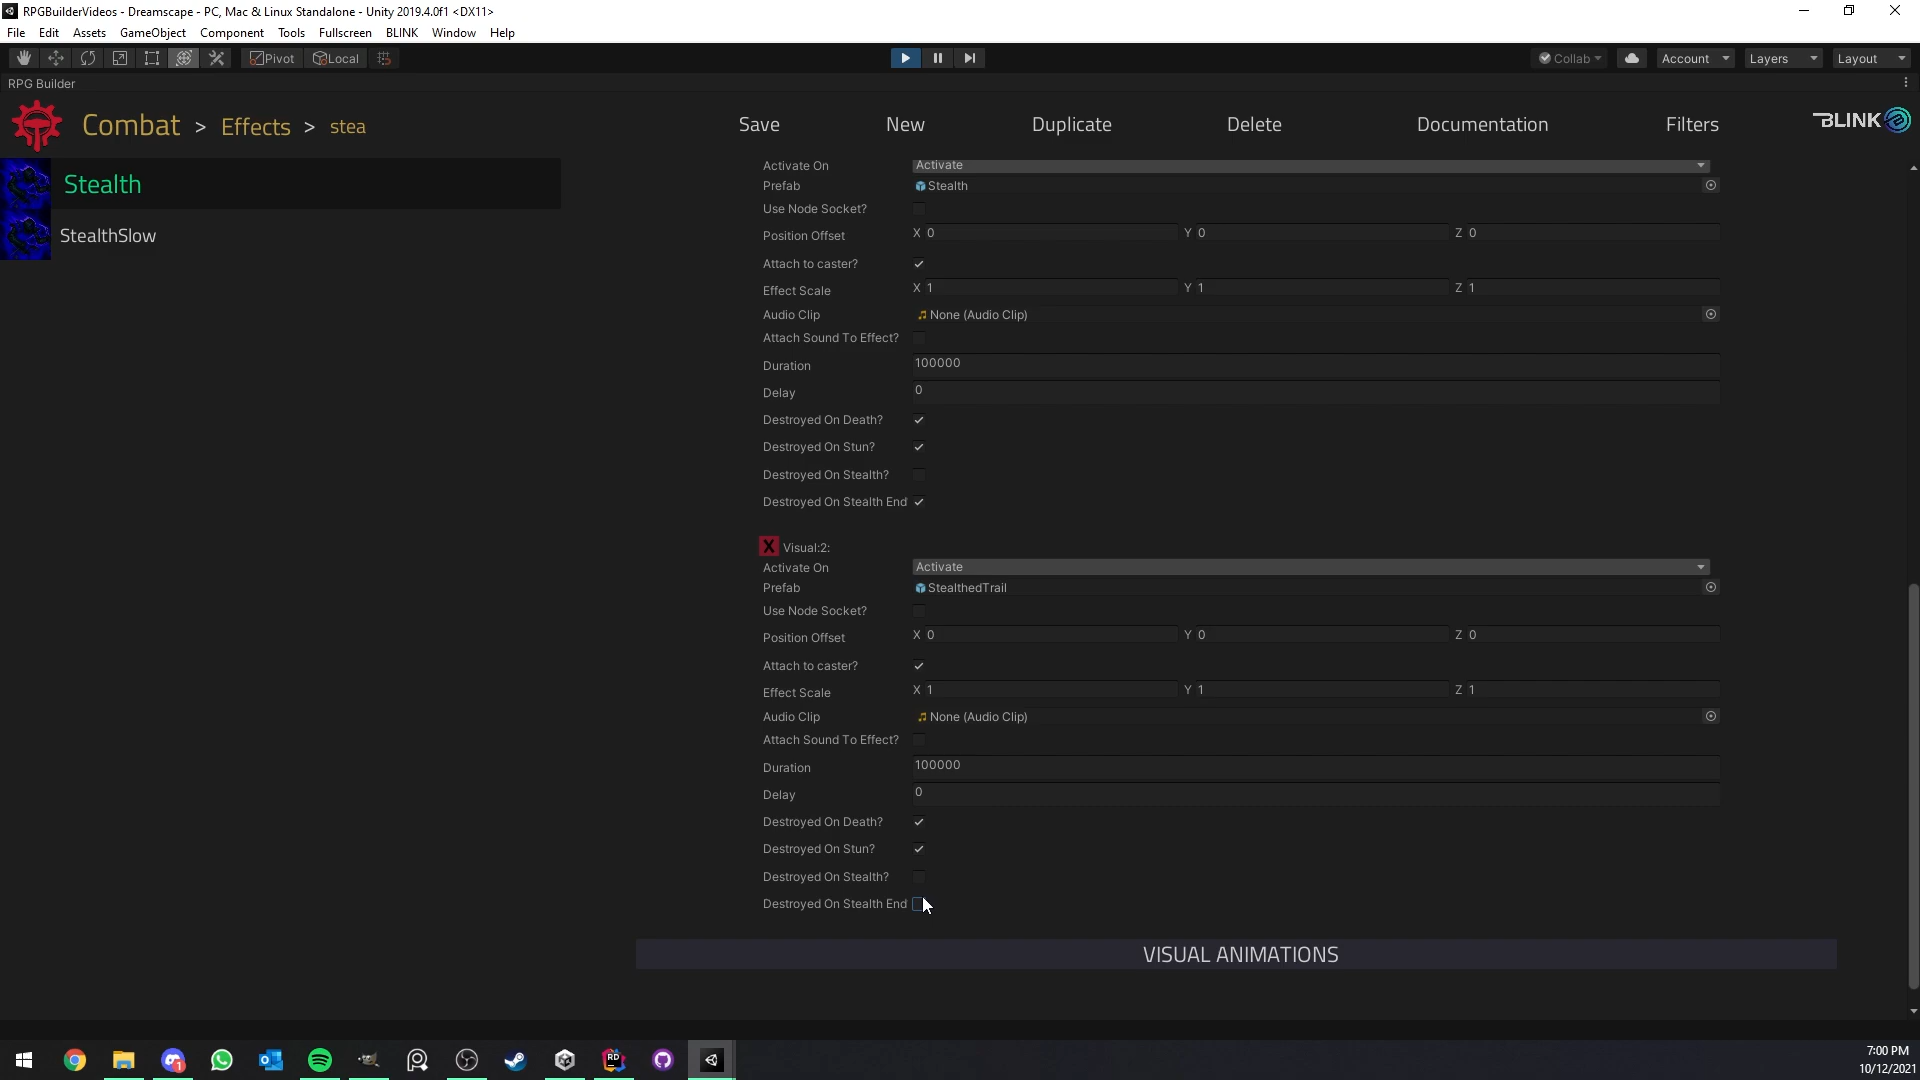 RPGBuilderVideos - Dreamscape - PC, Mac & Linux Standalone - Unity 2019.4.0f1 <DX11>
File Edit Assets GameObject Component Tools Fullscreen BLINK Window Help
Pivot Local Collab Account Layers Layout
RPG Builder
Combat > Effects > stea Save New Duplicate Delete Documentation Filters BLINK
Stealth
StealthSlow
Activate On Activate
Prefab Stealth
Use Node Socket?
Position Offset X 0 Y 0 Z 0
Attach to caster?
Effect Scale X 1 Y 1 Z 1
Audio Clip None (Audio Clip)
Attach Sound To Effect?
Duration 100000
Delay 0
Destroyed On Death?
Destroyed On Stun?
Destroyed On Stealth?
Destroyed On Stealth End
X Visual:2:
Activate On Activate
Prefab StealthedTrail
Use Node Socket?
Position Offset X 0 Y 0 Z 0
Attach to caster?
Effect Scale X 1 Y 1 Z 1
Audio Clip None (Audio Clip)
Attach Sound To Effect?
Duration 100000
Delay 0
Destroyed On Death?
Destroyed On Stun?
Destroyed On Stealth?
Destroyed On Stealth End
VISUAL ANIMATIONS
RD
1
7:00 PM
10/12/2021